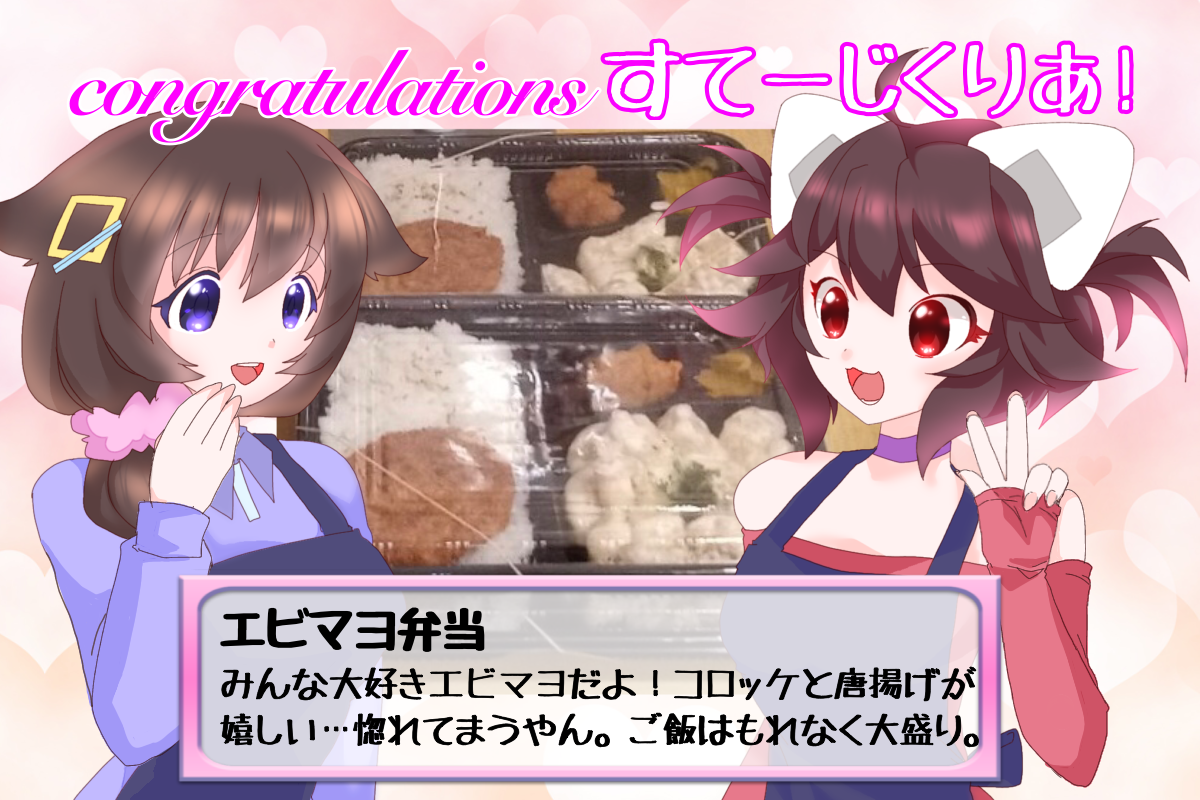 congratulations すてーじくりぁ!
エビマヨ弁当
みんな大好きエビマヨだよ！コロッケと唐揚げが
嬉しい…惚れてまうやん。ご飯はもれなく大盛り。